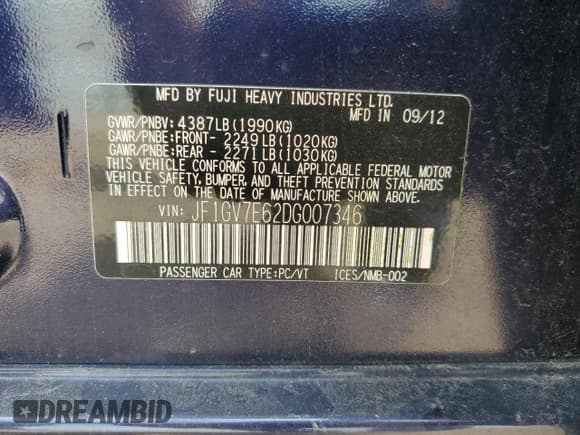 MFD BY FUJI HEAVY INDUSTRIES LTD.
MFD IN 09/12
GVWR/PNBV: 4387LB(1990KG)
GAWR/PNBE:FRONT- 2249LB(1020KG)
GAWR/PNBE:REAR - 2271LB(1030KG)
THIS VEHICLE CONFORMS TO ALL APPLICABLE FEDERAL MOTOR
VEHICLE SAFETY, BUMPER, AND THEFT PREVENTION STANDARDS
IN EFFECT ON THE DATE OF MANUFACTURE SHOWN ABOVE.
VIN: JF1GV7E62DG007346
PASSENGER CAR TYPE:PC/VT ICES/NMB-002
DREAMBID